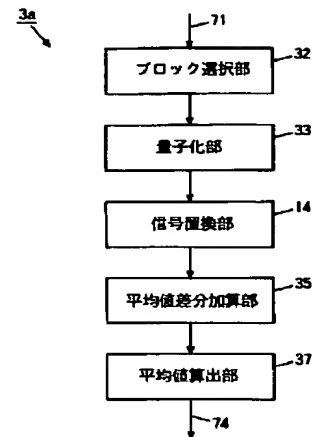 3a
71
ブロック選択部
32
量子化部
33
信号置換部
14
平均値差分加算部
35
平均値算出部
37
74